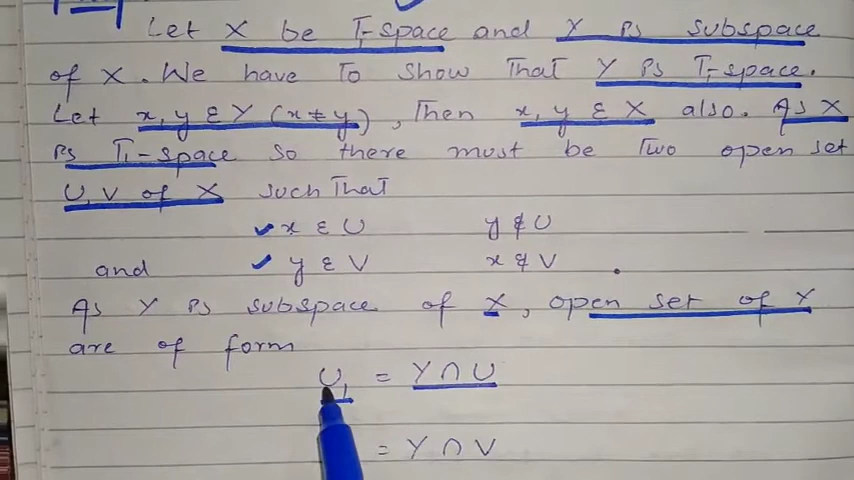 Let X be T₁-space and Y is subspace
of X. We have to show that Y is T₁-space.
Let x, y ε Y (x≠y), Then x, y ε X also. As X
is T₁-space so there must be Two open set
U, V of X such that
x ε U y ∉ U
and y ε V x ∉ V
As Y is subspace of X, open set of Y
are of form
U₁ = Y ∩ U
= Y ∩ V